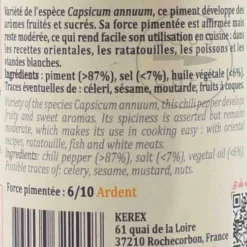 Variété de l'espèce Capsicum annuum, ce piment développe de
arômes fruités et sucrés. Sa force pimentée est affirmée mais
reste modérée, ce qui rend facile son utilisation en cuisine : dans
les recettes orientales, les ratatouilles, les poissons et les
viandes blanches.
Ingrédients : piment (>87%), sel (<7%), huile végétale (<6%)
Traces éventuelles de : céleri, sésame, moutarde, fruits à coque.
Variety of the species Capsicum annuum, this chili pepper develops
fruity and sweet aromas. Its spiciness is assertive but remains
moderate, which makes its use in cooking easy : with oriental
recipes, ratatouille, fish and white meats.
Ingredients: chili pepper (>87%), salt (<7%), vegetal oil (<6%)
Possible traces of: celery, sesame, mustard, nuts.
Force pimentée : 6/10 Ardent
KEREX
61 quai de la Loire
37210 Rochecorbon, France